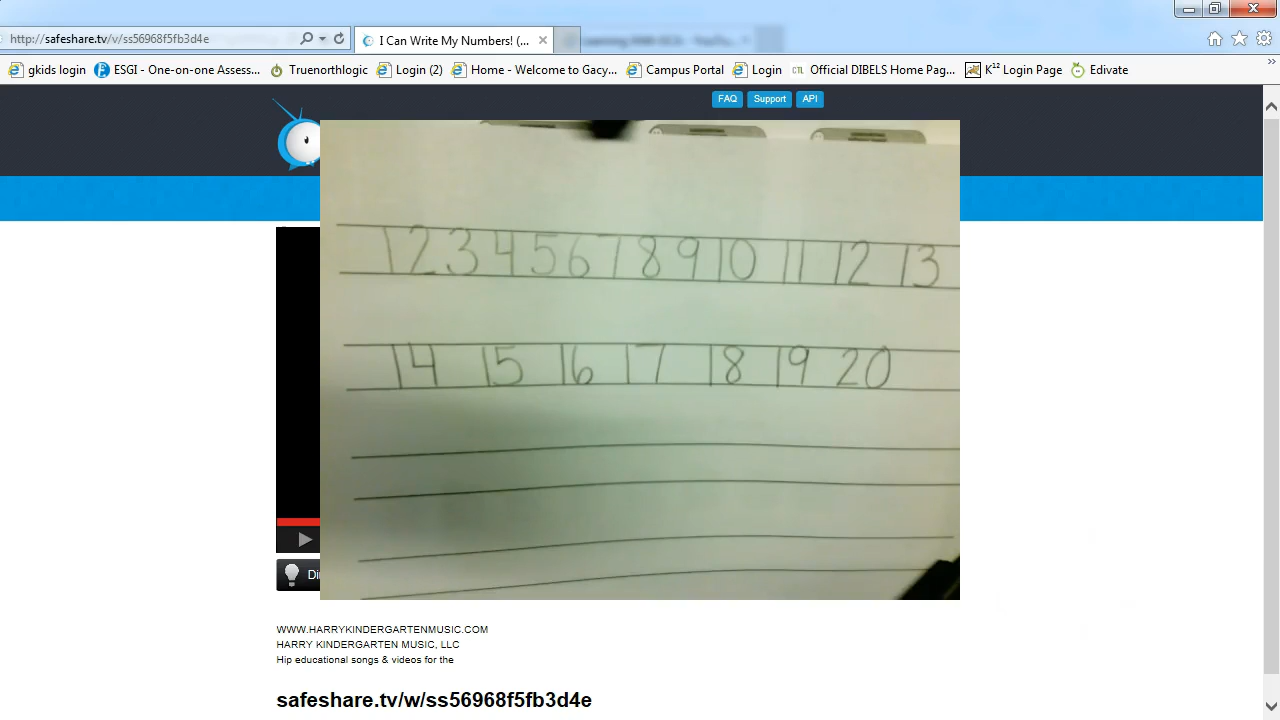 http://safeshare.tv/v/ss56968f5fb3d4e
I Can Write My Numbers! (...
gkids login
ESGI - One-on-one Assess...
Truenorthlogic
Login (2)
Home - Welcome to Gacy...
Campus Portal
Login
CTL Official DIBELS Home Pag...
K12 Login Page
Edivate
FAQ Support API
1 2 3 4 5 6 7 8 9 10 11 12 13
14 15 16 17 18 19 20
Di
WWW.HARRYKINDERGARTENMUSIC.COM
HARRY KINDERGARTEN MUSIC, LLC
Hip educational songs & videos for the
safeshare.tv/w/ss56968f5fb3d4e